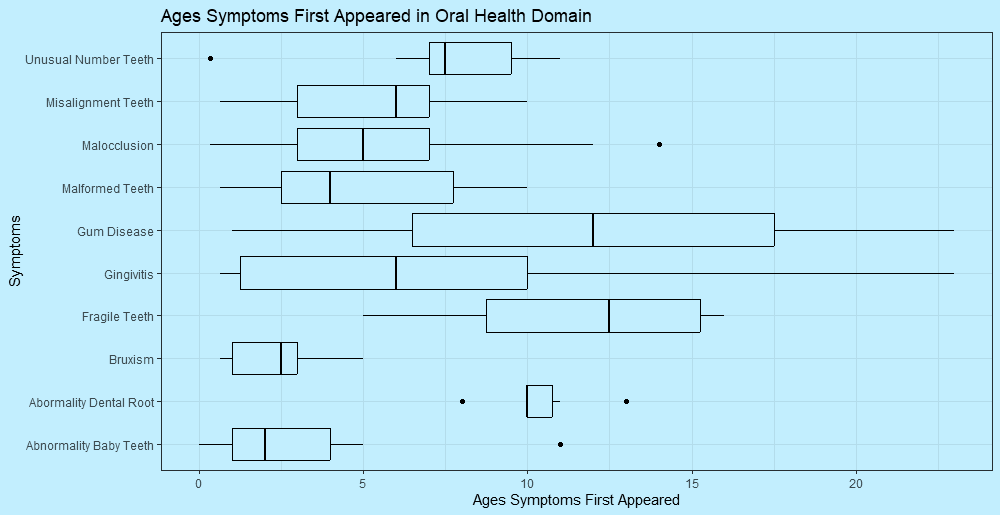 Ages Symptoms First Appeared in Oral Health Domain
Unusual Number Teeth
Misalignment Teeth
Malocclusion
Malformed Teeth
Gum Disease
Gingivitis
Fragile Teeth
Bruxism
Abormality Dental Root
Abnormality Baby Teeth
Symptoms
0 5 10 15 20
Ages Symptoms First Appeared